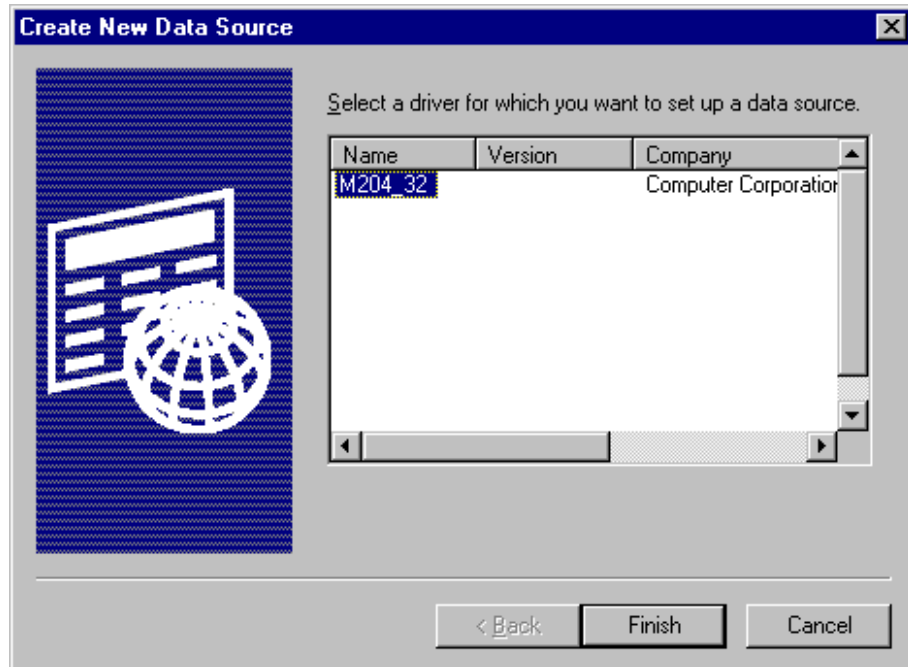 Create New Data Source
Select a driver for which you want to set up a data source.
Name Version Company
M204_32 Computer Corporation
< Back Finish Cancel